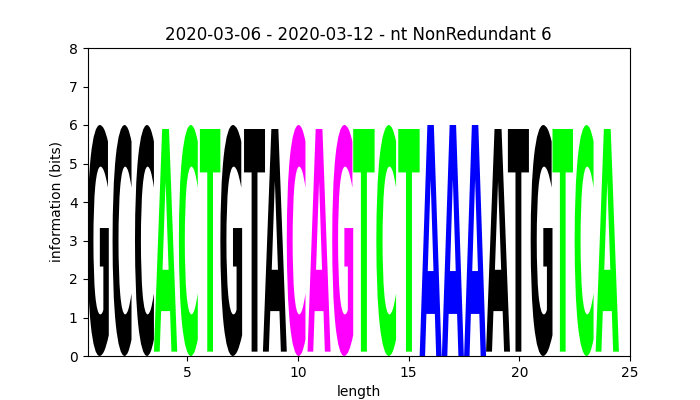 2020-03-06 - 2020-03-12 - nt NonRedundant 6
8
7
6
5
4
3
2
1
0
information (bits)
GCCACTGTACAGTCTAAAATGTCA
5 10 15 20 25
length